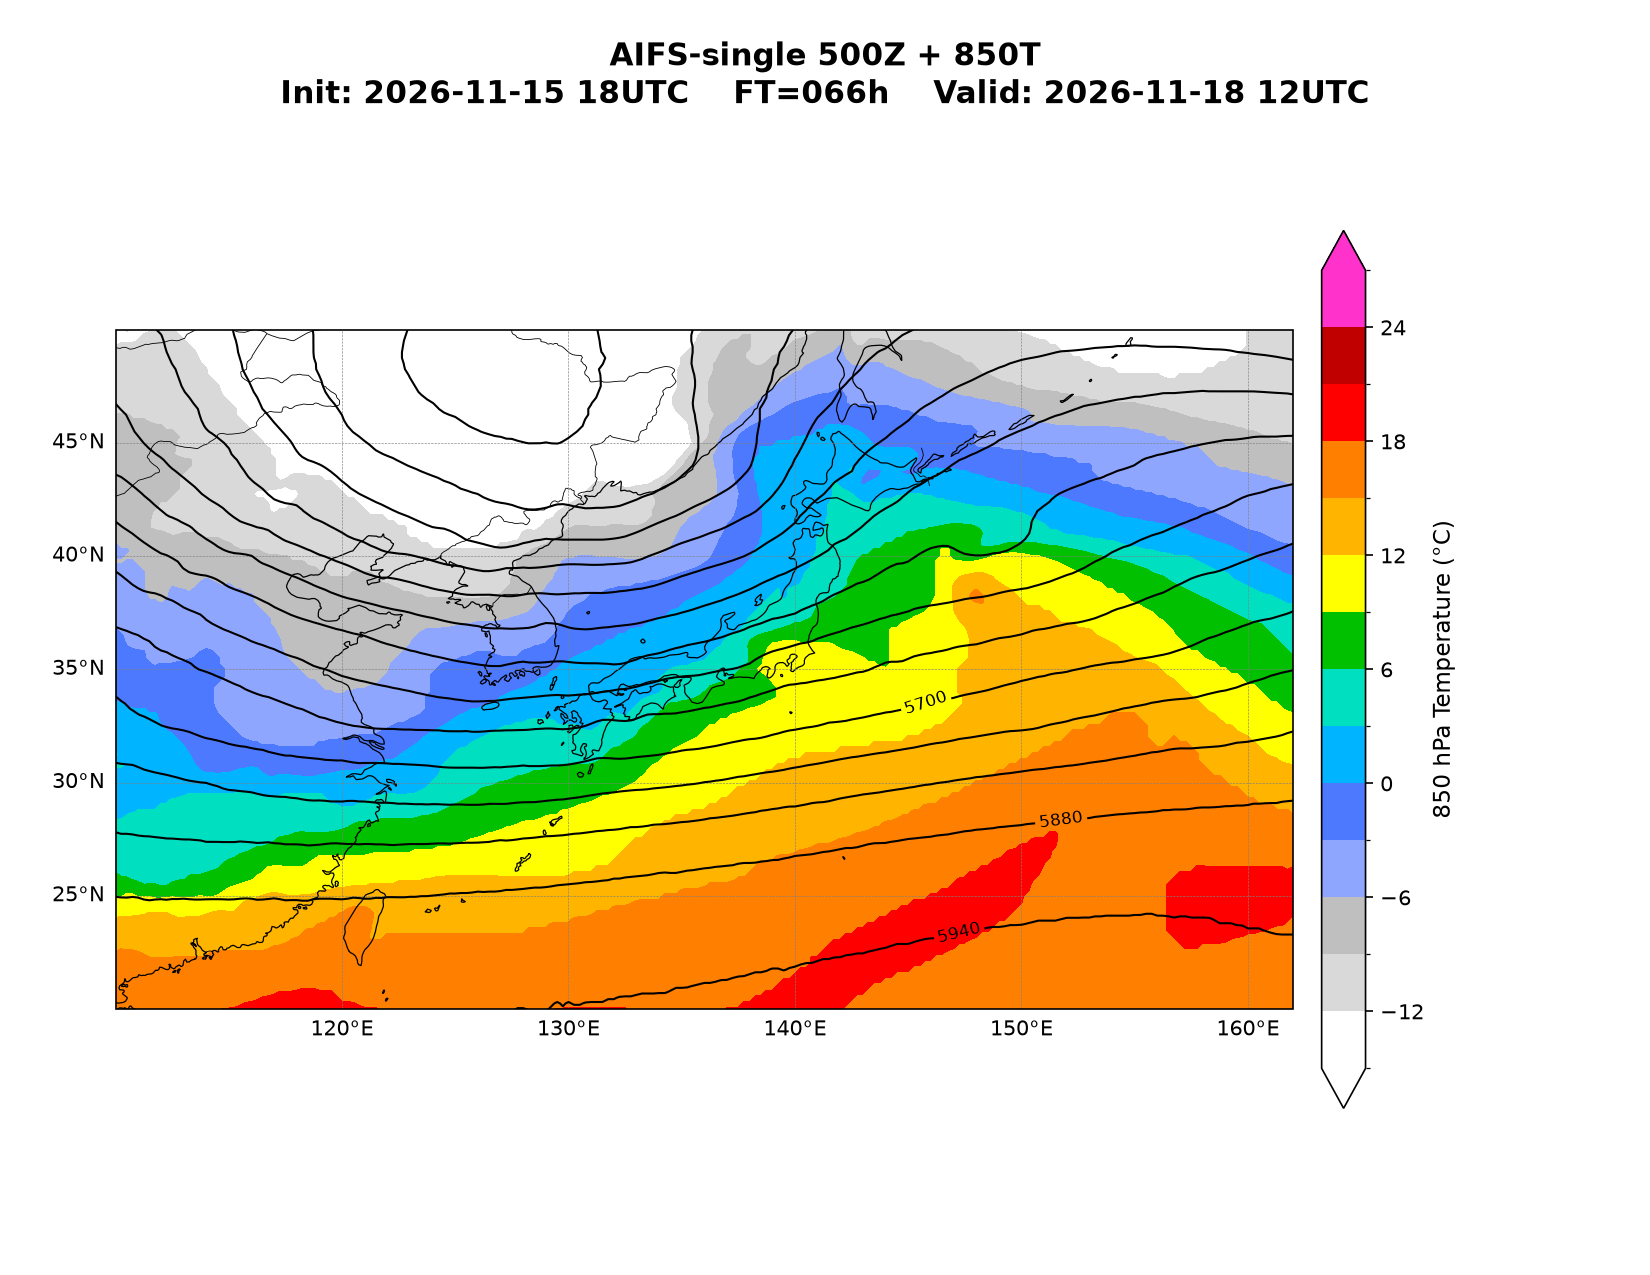 AIFS-single 500Z + 850T
Init: 2026-11-15 18UTC    FT=066h    Valid: 2026-11-18 12UTC
45°N
40°N
35°N
30°N
25°N
120°E
130°E
140°E
150°E
160°E
5700
5880
5940
24
18
12
6
0
−6
−12
850 hPa Temperature (°C)